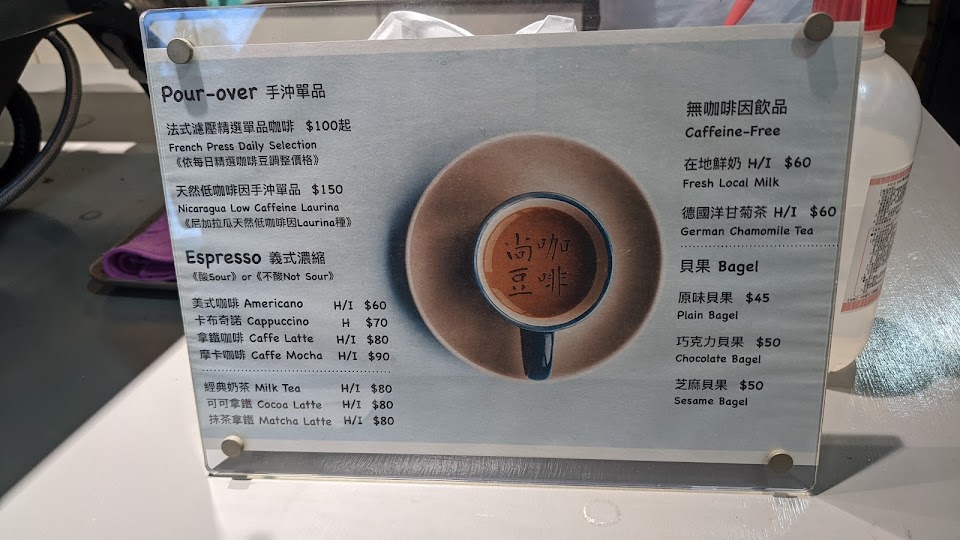 Pour-over 手沖單品
法式濾壓精選單品咖啡 $100起
French Press Daily Selection
《依每日精選咖啡豆調整價格》
天然低咖啡因手沖單品 $150
Nicaragua Low Caffeine Laurina
《尼加拉瓜天然低咖啡因Laurina種》
Espresso 義式濃縮
《酸Sour》or《不酸Not Sour》
美式咖啡 Americano H/I $60
卡布奇諾 Cappuccino H $70
拿鐵咖啡 Caffe Latte H/I $80
摩卡咖啡 Caffe Mocha H/I $90
經典奶茶 Milk Tea H/I $80
可可拿鐵 Cocoa Latte H/I $80
抹茶拿鐵 Matcha Latte H/I $80
尚咖
豆啡
無咖啡因飲品
Caffeine-Free
在地鮮奶 H/I $60
Fresh Local Milk
德國洋甘菊茶 H/I $60
German Chamomile Tea
貝果 Bagel
原味貝果 $45
Plain Bagel
巧克力貝果 $50
Chocolate Bagel
芝麻貝果 $50
Sesame Bagel